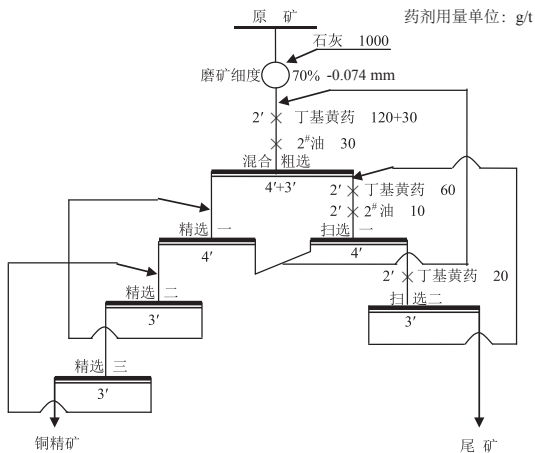 原 矿
药剂用量单位：g/t
石灰 1000
磨矿细度 70% -0.074 mm
2′ 丁基黄药 120+30
2#油 30
混合 粗选
4′+3′
2′ 丁基黄药 60
2′ 2#油 10
精选 一
扫选 一
4′
4′
2′ 丁基黄药 20
精选 二
扫 选二
3′
3′
精选 三
3′
铜精矿
尾 矿